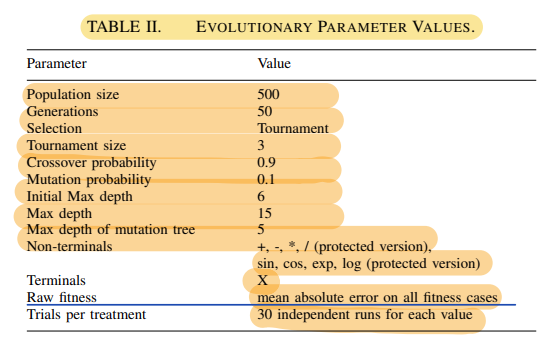 TABLE II. EVOLUTIONARY PARAMETER VALUES.
Parameter Value
Population size 500
Generations 50
Selection Tournament
Tournament size 3
Crossover probability 0.9
Mutation probability 0.1
Initial Max depth 6
Max depth 15
Max depth of mutation tree 5
Non-terminals +, -, *, / (protected version),
sin, cos, exp, log (protected version)
Terminals X
Raw fitness mean absolute error on all fitness cases
Trials per treatment 30 independent runs for each value